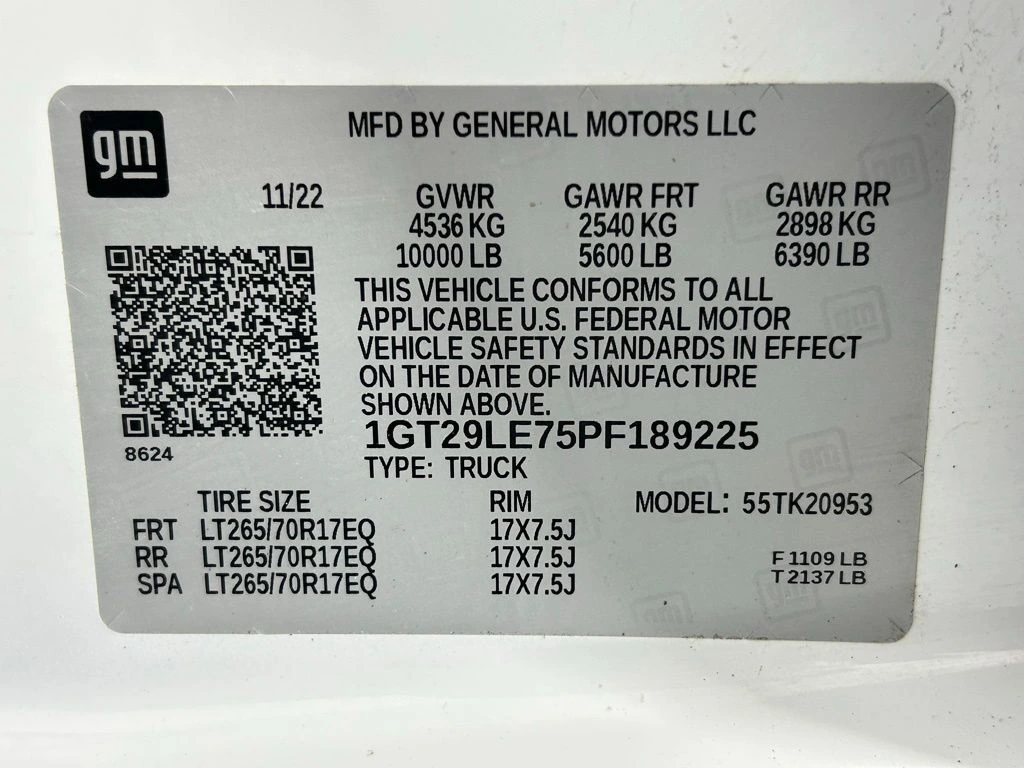 gm
MFD BY GENERAL MOTORS LLC
11/22 GVWR GAWR FRT GAWR RR
4536 KG 2540 KG 2898 KG
10000 LB 5600 LB 6390 LB
THIS VEHICLE CONFORMS TO ALL
APPLICABLE U.S. FEDERAL MOTOR
VEHICLE SAFETY STANDARDS IN EFFECT
ON THE DATE OF MANUFACTURE
SHOWN ABOVE.
1GT29LE75PF189225
8624
TYPE: TRUCK
TIRE SIZE RIM MODEL: 55TK20953
FRT LT265/70R17EQ 17X7.5J
RR LT265/70R17EQ 17X7.5J
SPA LT265/70R17EQ 17X7.5J
F 1109 LB
T 2137 LB